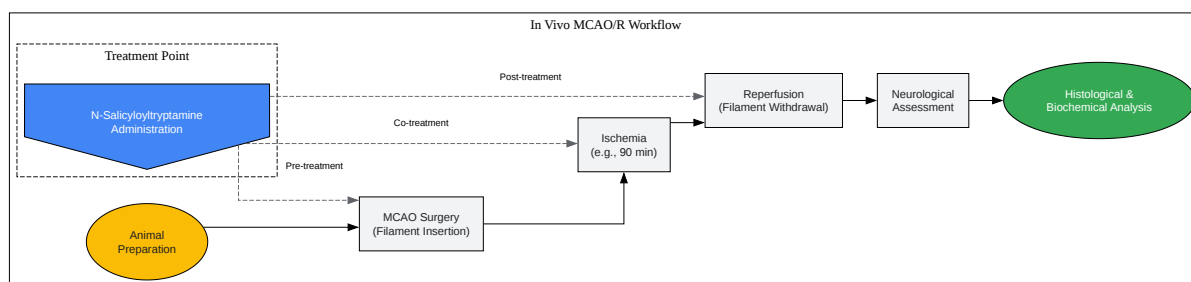 In Vivo MCAO/R Workflow
Treatment Point
N-Salicyloyltryptamine
Administration
Post-treatment
Co-treatment
Pre-treatment
Animal
Preparation
MCAO Surgery
(Filament Insertion)
Ischemia
(e.g., 90 min)
Reperfusion
(Filament Withdrawal)
Neurological
Assessment
Histological &
Biochemical Analysis